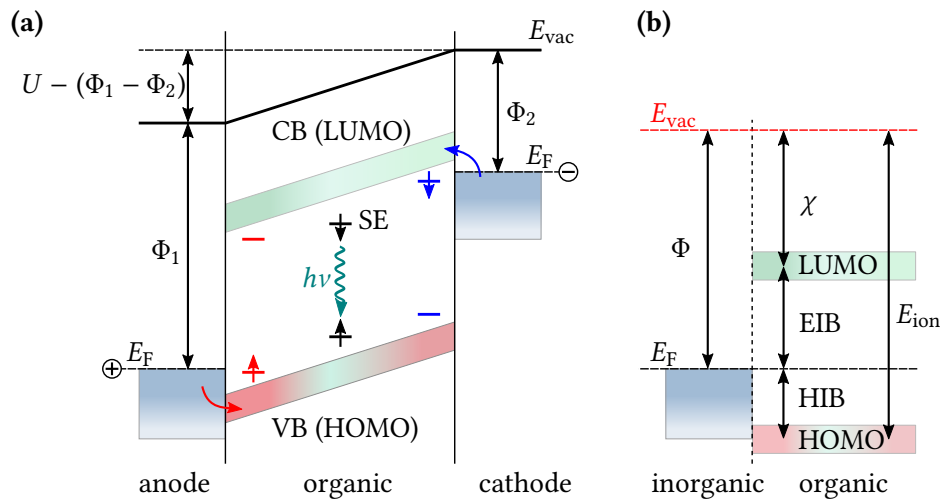 (a)
E_vac
U − (Φ₁ − Φ₂)
CB (LUMO)
Φ₂
E_F
−
SE
Φ₁
hν
E_F
+
VB (HOMO)
anode
organic
cathode
(b)
E_vac
χ
Φ
LUMO
EIB
E_ion
E_F
HIB
HOMO
inorganic
organic